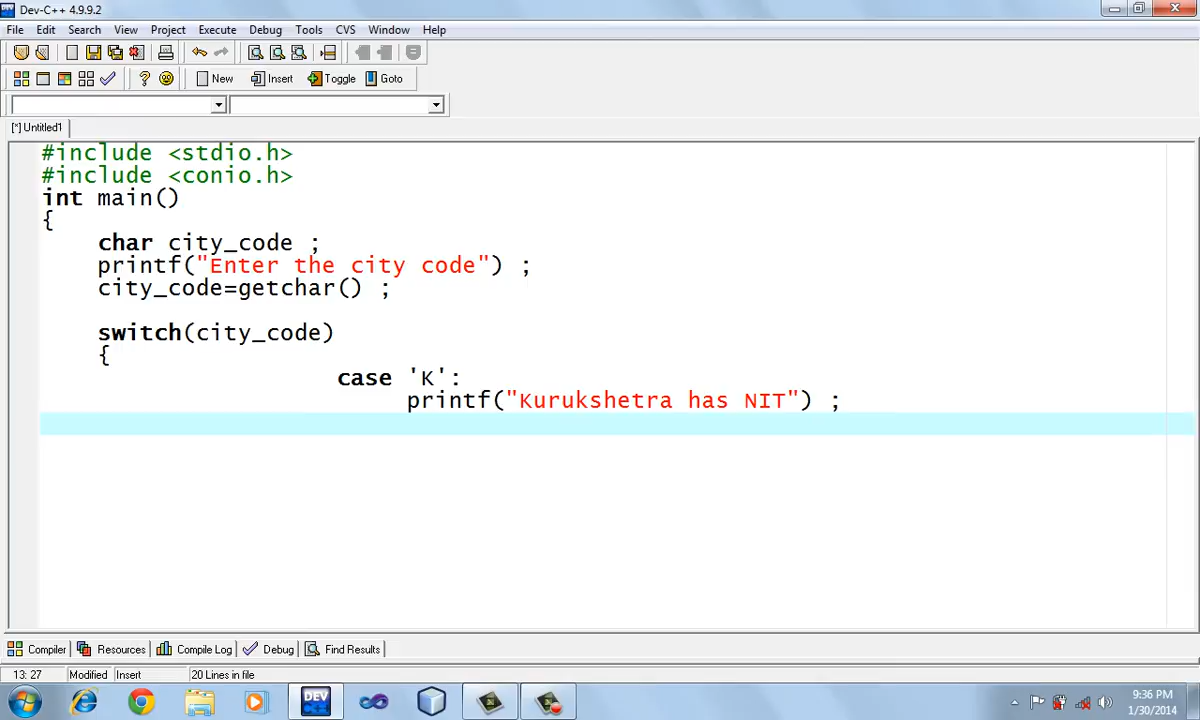 Dev-C++ 4.9.9.2
File Edit Search View Project Execute Debug Tools CVS Window Help
New Insert Toggle Goto
[*] Untitled1
#include <stdio.h>
#include <conio.h>
int main()
{
char city_code ;
printf("Enter the city code") ;
city_code=getchar() ;
switch(city_code)
{
case 'K':
printf("Kurukshetra has NIT") ;
Compiler Resources Compile Log Debug Find Results
13: 27 Modified Insert 20 Lines in file
DEV C++
9:36 PM
1/30/2014